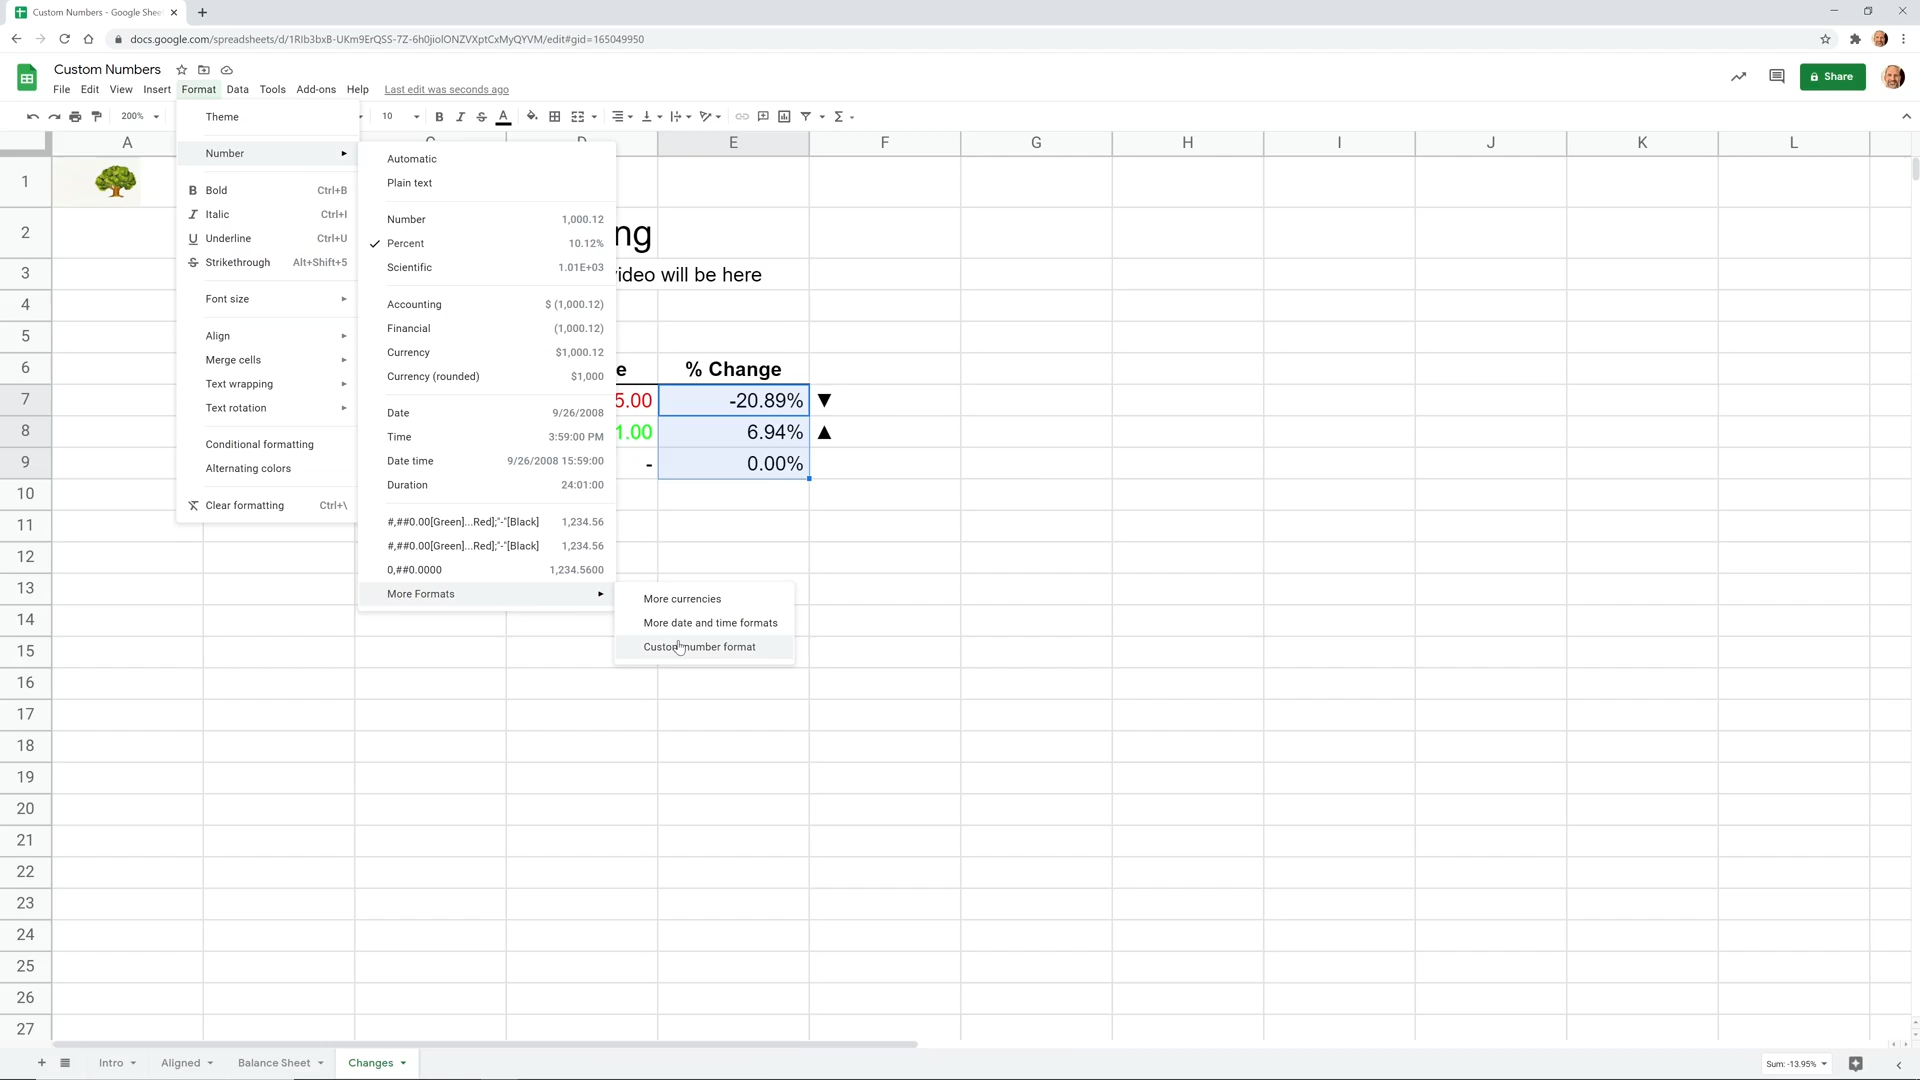 Custom Numbers - Google Shee
docs.google.com/spreadsheets/d/1RIb3bxB-UKm9ErQSS-7Z-6h0jiolONZVXptCxMyQYVM/edit#gid=165049950
Custom Numbers
File Edit View Insert Format Data Tools Add-ons Help Last edit was seconds ago
Share
200% 10 B I S A Σ
Theme
Number
B Bold Ctrl+B
I Italic Ctrl+I
U Underline Ctrl+U
S Strikethrough Alt+Shift+5
Font size
Align
Merge cells
Text wrapping
Text rotation
Conditional formatting
Alternating colors
Clear formatting Ctrl+\
Automatic
Plain text
Number 1,000.12
Percent 10.12%
Scientific 1.01E+03
Accounting $ (1,000.12)
Financial (1,000.12)
Currency $1,000.12
Currency (rounded) $1,000
Date 9/26/2008
Time 3:59:00 PM
Date time 9/26/2008 15:59:00
Duration 24:01:00
#,##0.00[Green]...Red];"-"[Black] 1,234.56
#,##0.00[Green]...Red];"-"[Black] 1,234.56
0,##0.0000 1,234.5600
More Formats
More currencies
More date and time formats
Custom number format
A E F G H I J K L
1
2 ng
3 ideo will be here
4
5
6 e % Change
7 5.00 -20.89% ▼
8 1.00 6.94% ▲
9 - 0.00%
10
11
12
13
14
15
16
17
18
19
20
21
22
23
24
25
26
27
Intro Aligned Balance Sheet Changes
Sum: -13.95%